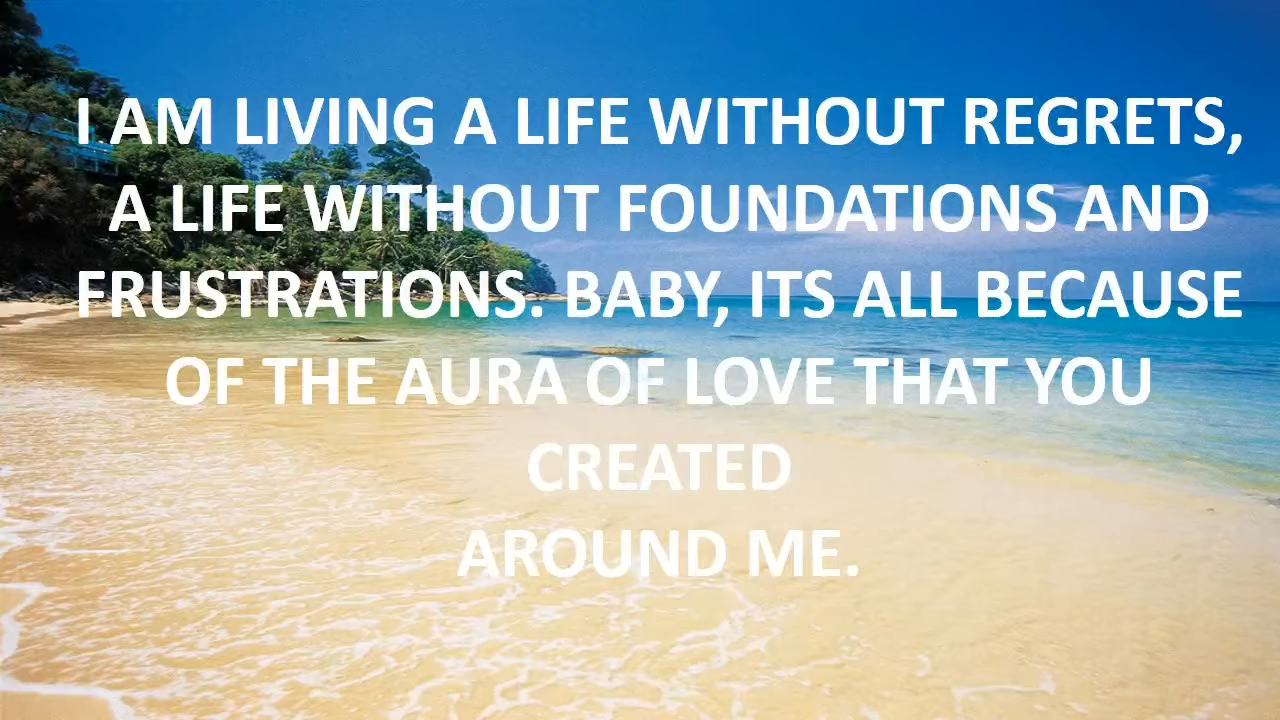 I AM LIVING A LIFE WITHOUT REGRETS,
A LIFE WITHOUT FOUNDATIONS AND
FRUSTRATIONS. BABY, ITS ALL BECAUSE
OF THE AURA OF LOVE THAT YOU
CREATED
AROUND ME.